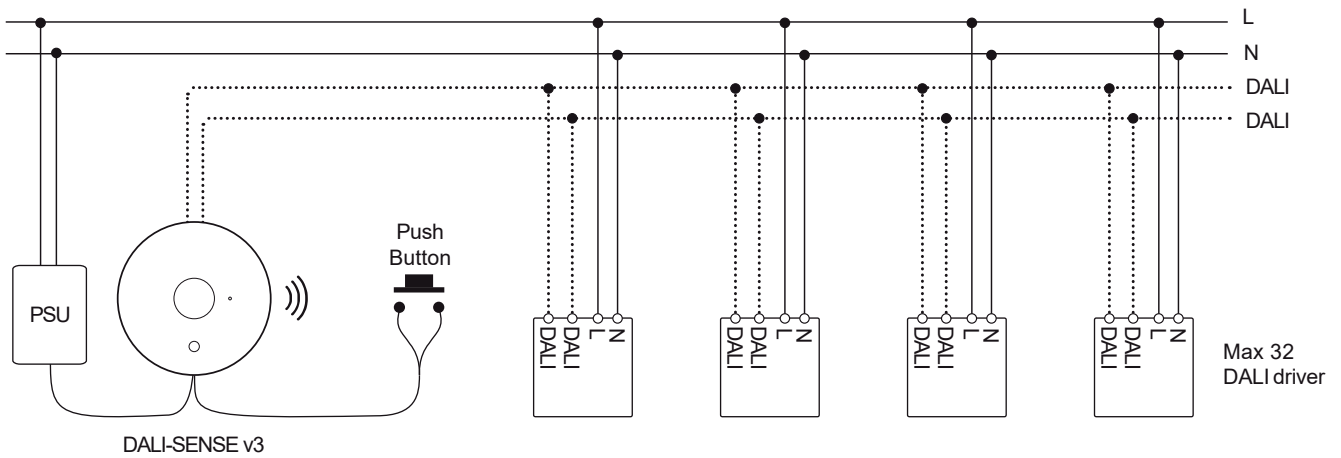 L
N
DALI
DALI
Push
Button
PSU
DALI
DALI
L
N
DALI
DALI
L
N
DALI
DALI
L
N
DALI
DALI
L
N
Max 32
DALI driver
DALI-SENSE v3